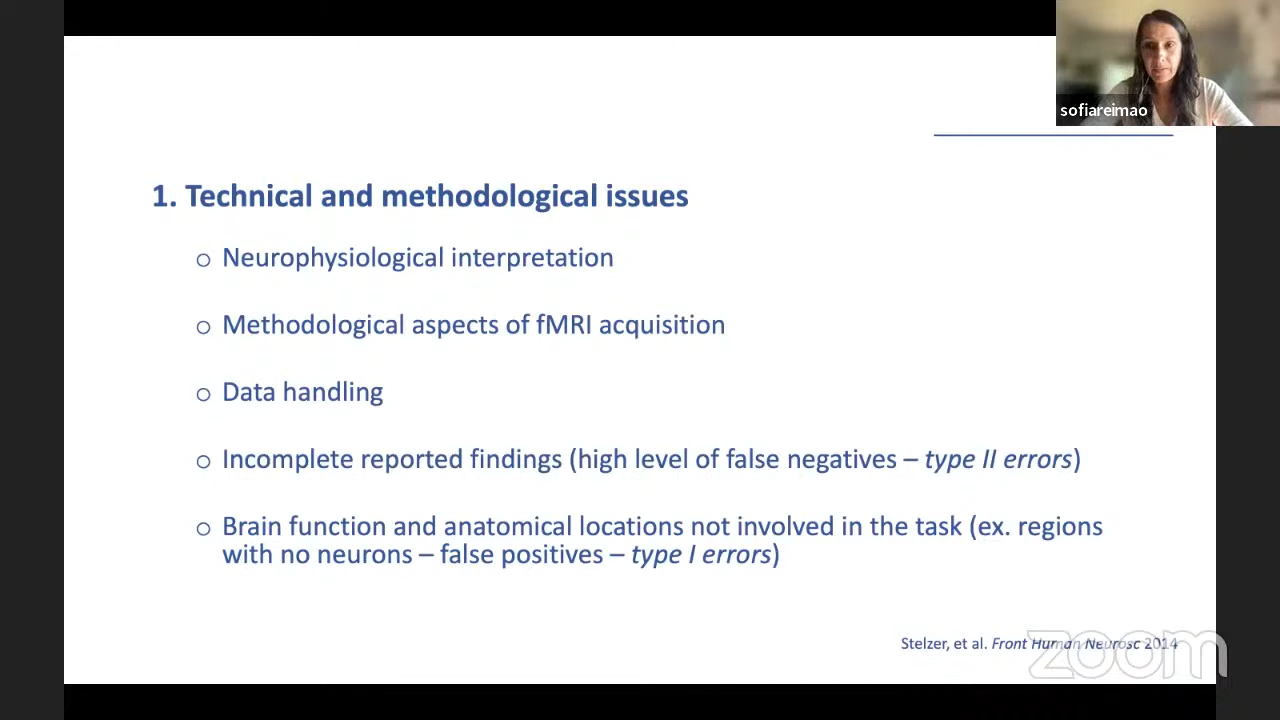 sofiareimao
1. Technical and methodological issues
o Neurophysiological interpretation
o Methodological aspects of fMRI acquisition
o Data handling
o Incomplete reported findings (high level of false negatives – type II errors)
o Brain function and anatomical locations not involved in the task (ex. regions
with no neurons – false positives – type I errors)
Stelzer, et al. Front Human Neurosc 2014
zoom